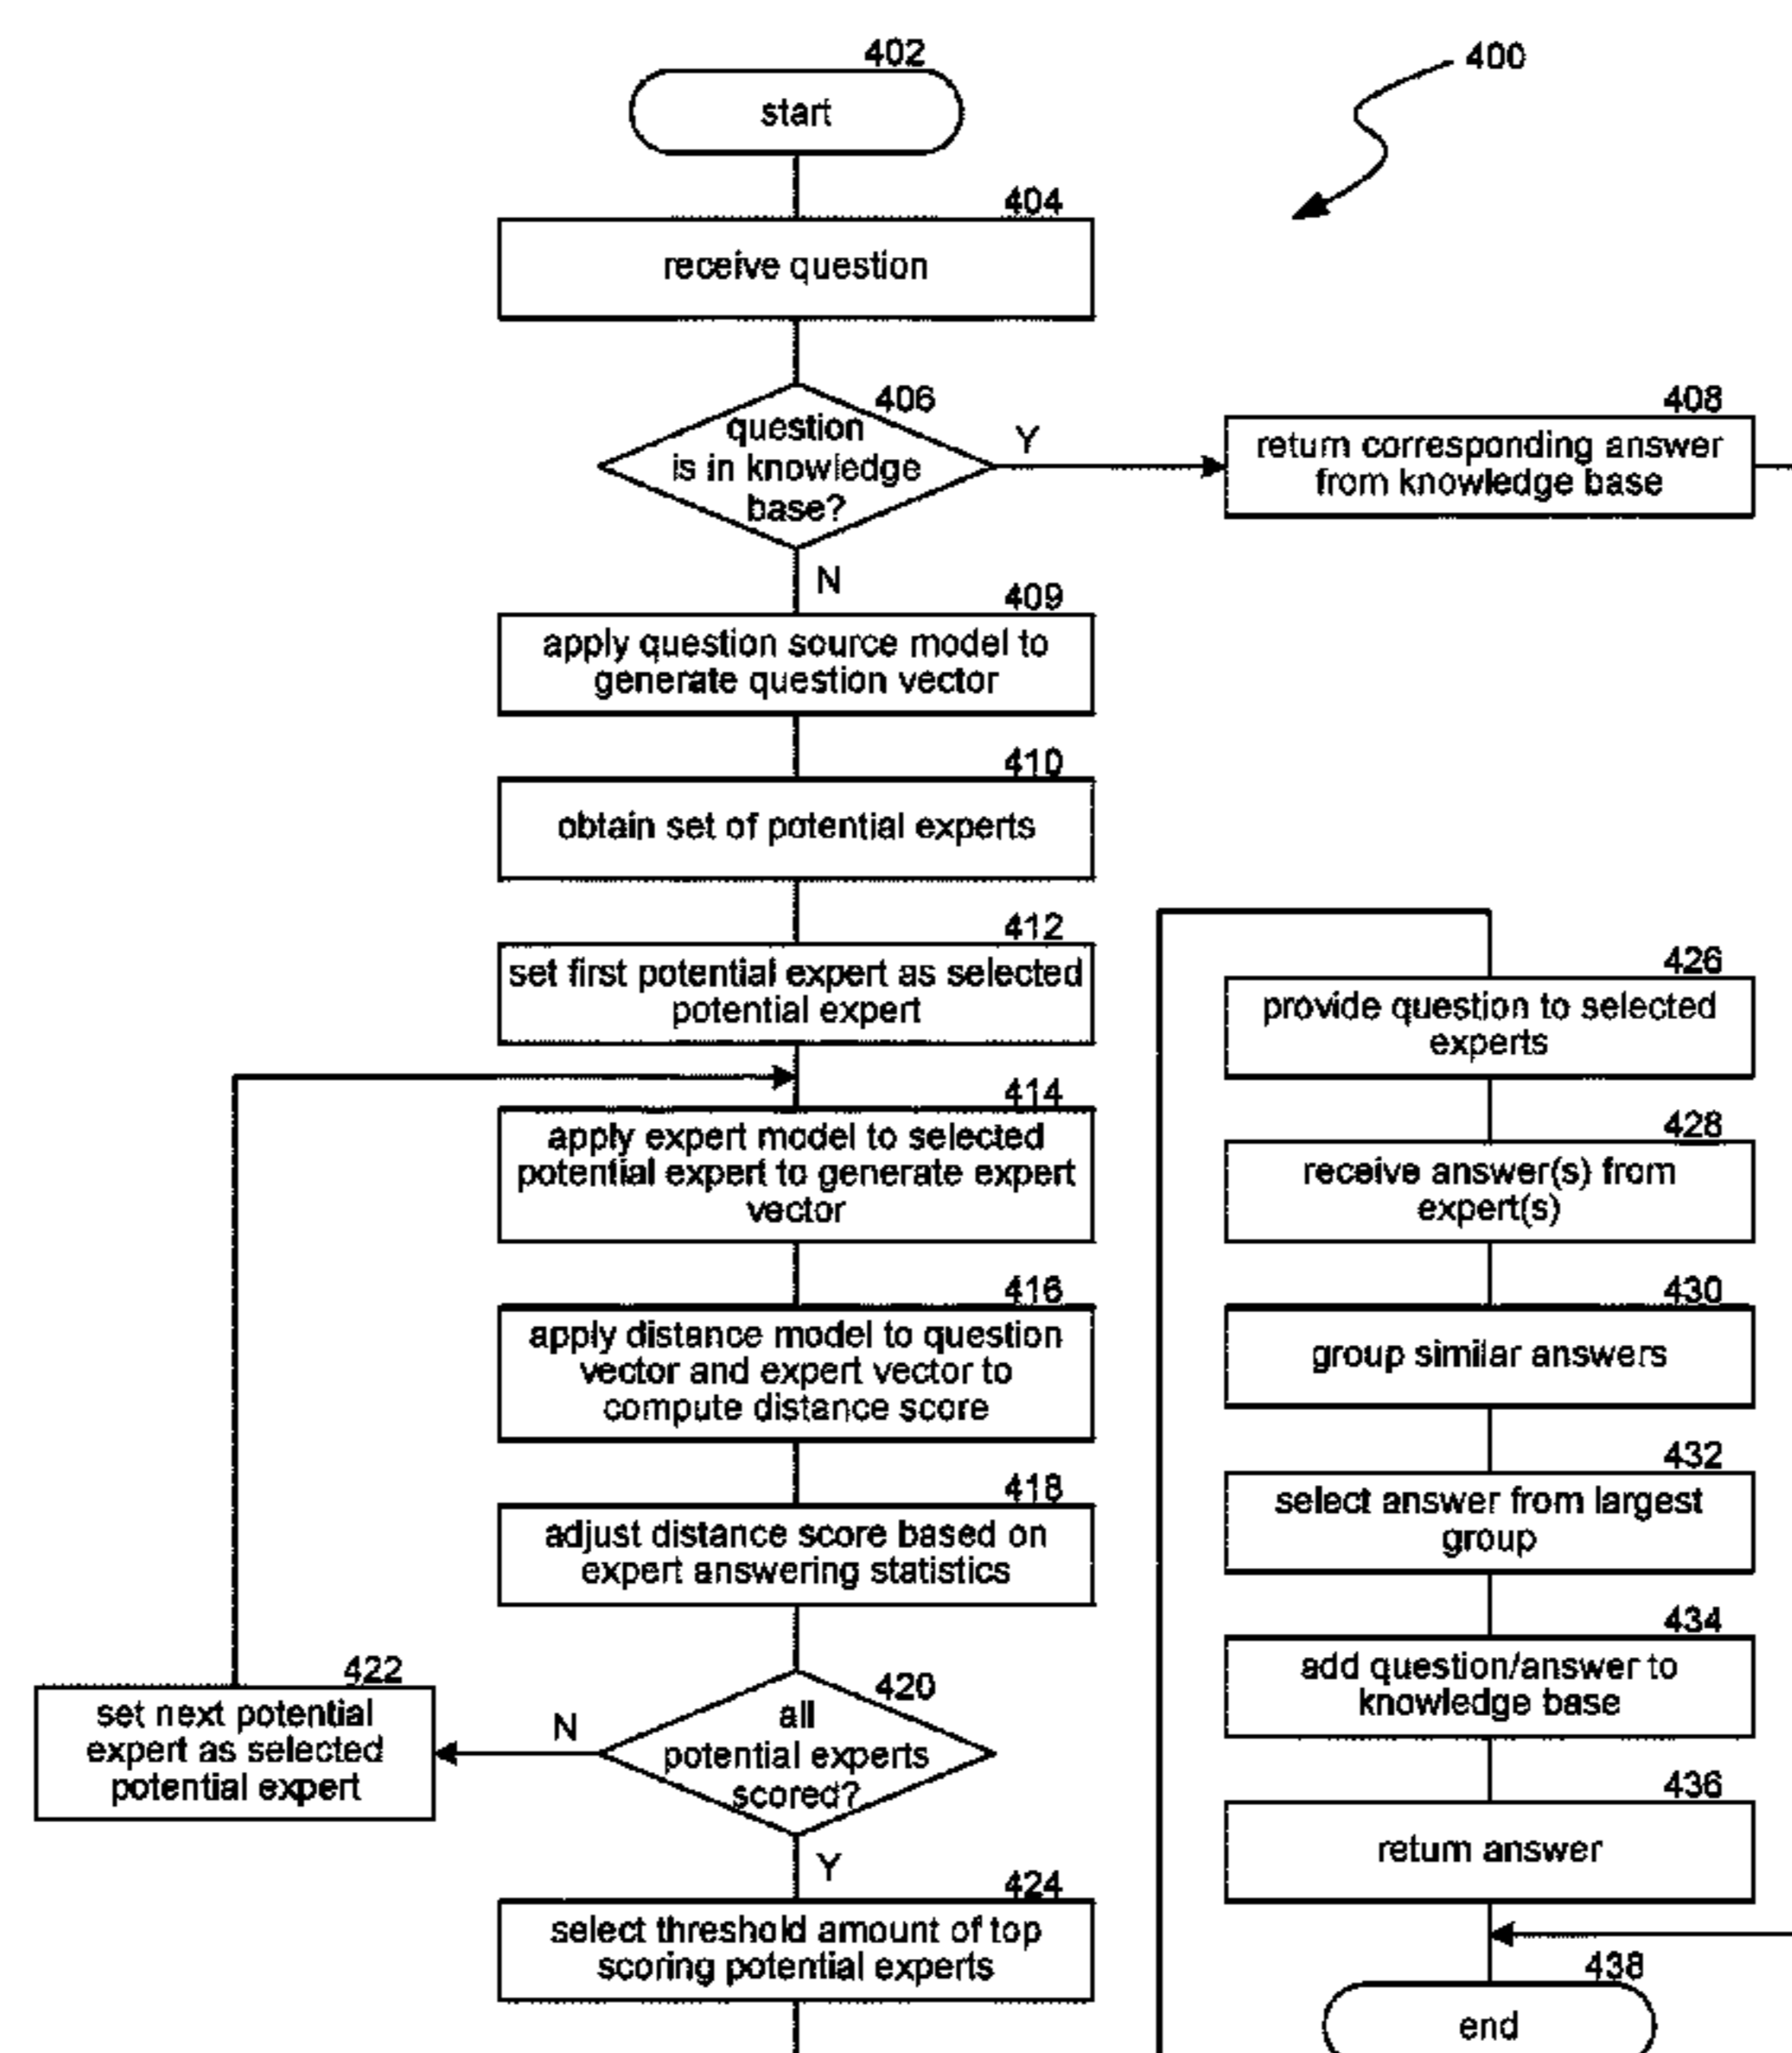 402
start
400
404
receive question
406
question
is in knowledge
base?
Y
408
return corresponding answer
from knowledge base
N
409
apply question source model to
generate question vector
410
obtain set of potential experts
412
set first potential expert as selected
potential expert
414
apply expert model to selected
potential expert to generate expert
vector
416
apply distance model to question
vector and expert vector to
compute distance score
418
adjust distance score based on
expert answering statistics
420
all
potential experts
scored?
N
422
set next potential
expert as selected
potential expert
Y
424
select threshold amount of top
scoring potential experts
426
provide question to selected
experts
428
receive answer(s) from
expert(s)
430
group similar answers
432
select answer from largest
group
434
add question/answer to
knowledge base
436
return answer
438
end